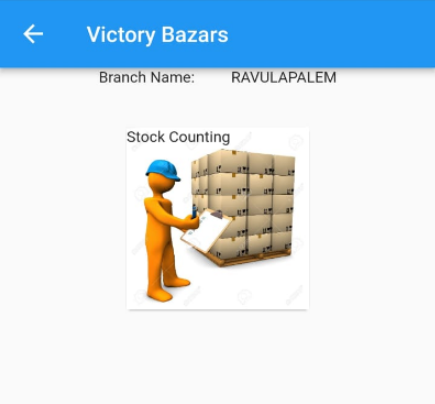 Victory Bazars
Branch Name: RAVULAPALEM
Stock Counting